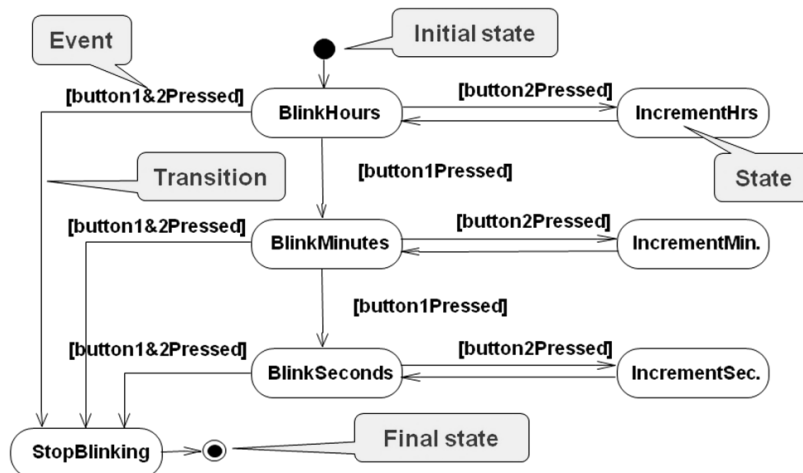 Initial state
Event
[button1&2Pressed]
[button2Pressed]
BlinkHours
IncrementHrs
Transition
[button1Pressed]
State
[button1&2Pressed]
[button2Pressed]
BlinkMinutes
IncrementMin.
[button1Pressed]
[button1&2Pressed]
[button2Pressed]
BlinkSeconds
IncrementSec.
StopBlinking
Final state